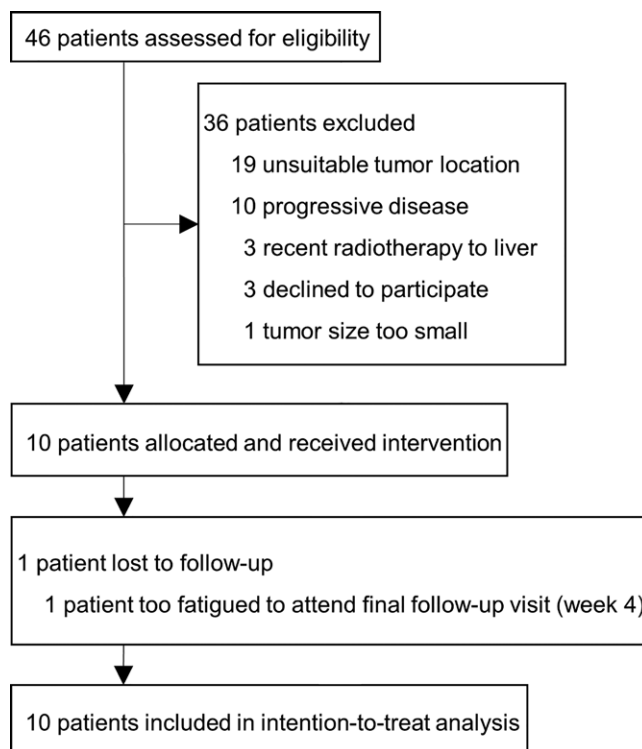 46 patients assessed for eligibility
36 patients excluded
19 unsuitable tumor location
10 progressive disease
3 recent radiotherapy to liver
3 declined to participate
1 tumor size too small
10 patients allocated and received intervention
1 patient lost to follow-up
1 patient too fatigued to attend final follow-up visit (week 4)
10 patients included in intention-to-treat analysis